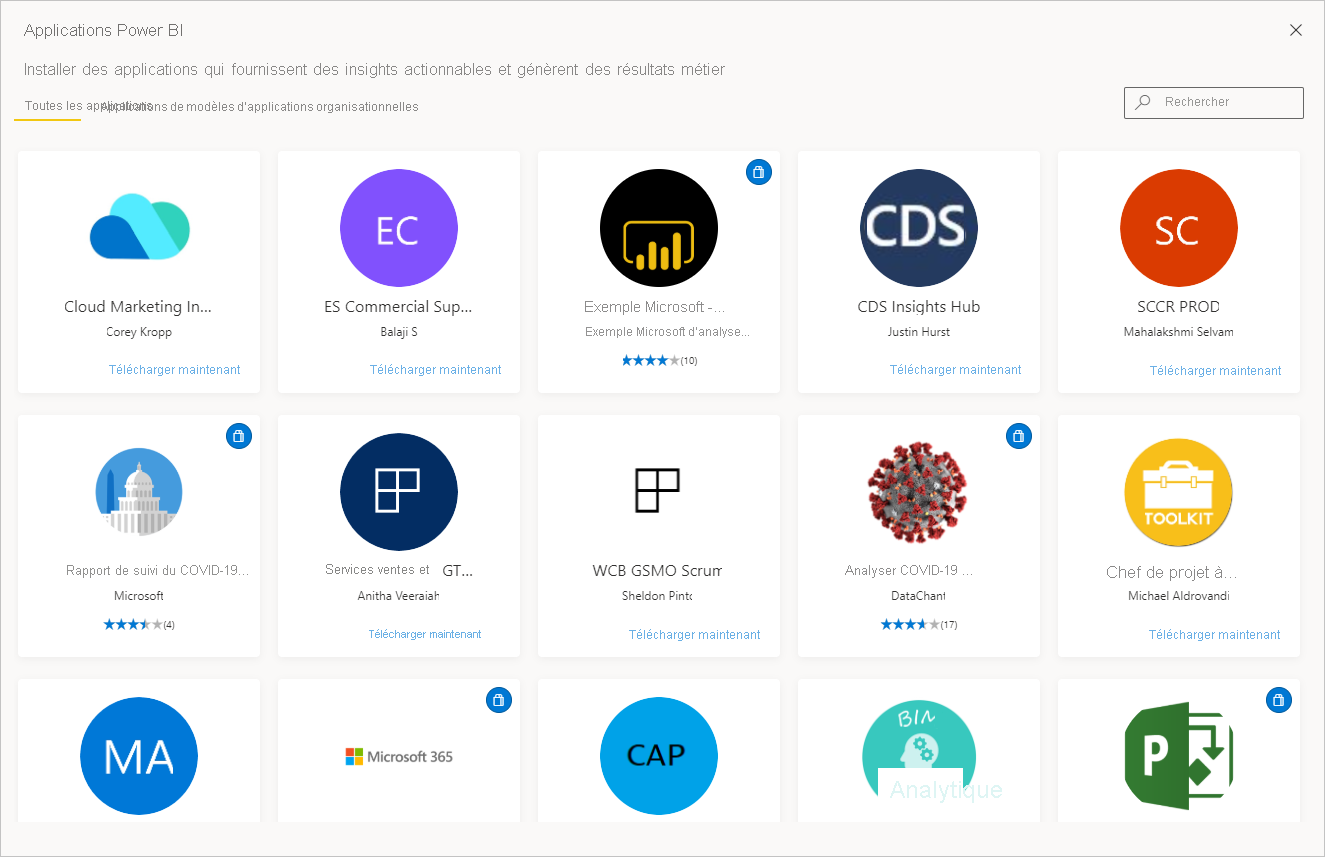 Applications Power BI
Installer des applications qui fournissent des insights actionnables et génèrent des résultats métier
Toutes les applications
Applications de modèles d'applications organisationnelles
Rechercher
EC
CDS
SC
Cloud Marketing In...
ES Commercial Sup...
Exemple Microsoft -...
CDS Insights Hub
SCCR PROD
Corey Kropp
Balaji S
Exemple Microsoft d'analyse...
Justin Hurst
Mahalakshmi Selvam
(10)
Télécharger maintenant
Télécharger maintenant
Télécharger maintenant
Télécharger maintenant
TOOLKIT
Rapport de suivi du COVID-19...
Services ventes et GT...
WCB GSMO Scrum
Analyser COVID-19 ...
Chef de projet à...
Microsoft
Anitha Veeraiah
Sheldon Pinto
DataChant
Michael Aldrovandi
(4)
(17)
Télécharger maintenant
Télécharger maintenant
Télécharger maintenant
MA
Microsoft 365
CAP
BIN
Analytique
P